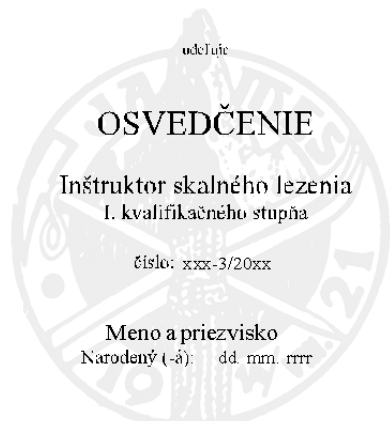 udeľuje
OSVEDČENIE
Inštruktor skalného lezenia
I. kvalifikačného stupňa
číslo: xxx-3/20xx
Meno a priezvisko
Narodený (-á): dd. mm. rrrr